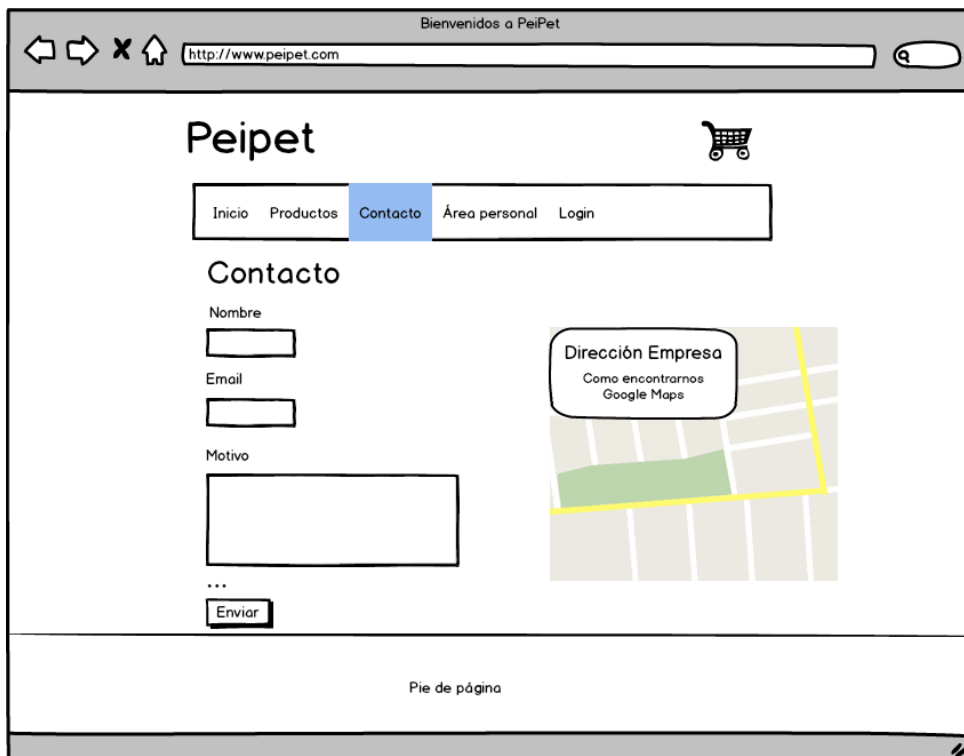 Bienvenidos a PeiPet
http://www.peipet.com
Peipet
Inicio Productos Contacto Área personal Login
Contacto
Nombre
Email
Motivo
...
Enviar
Dirección Empresa
Como encontrarnos
Google Maps
Pie de página